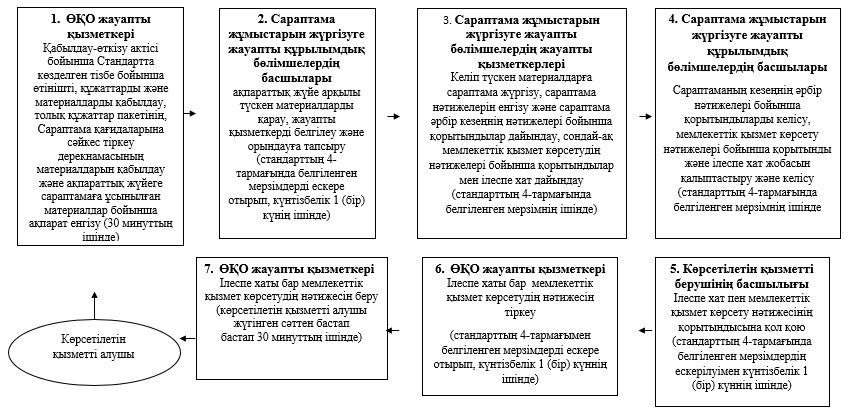 1. ӨҚО жауапты
қызметкері
Қабылдау-өткізу актісі
бойынша Стандартта
көзделген тізбе бойынша
өтінішті, құжаттарды және
материалдарды қабылдау,
толық құжаттар пакетінің,
Сараптама қағидаларына
сәйкес тіркеу
дерекнамасының
материалдарын қабылдау
және ақпараттық жүйеге
сараптамаға ұсынылған
материалдар бойынша
ақпарат енгізу (30 минуттың
ішінде)
2. Сараптама
жұмыстарын жүргізуге
жауапты құрылымдық
бөлімшелердің
басшылары
ақпараттық жүйе арқылы
түскен материалдарды
қарау, жауапты
қызметкерді белгілеу және
орындауға тапсыру
(стандарттың 4-
тармағында белгіленген
мерзімдерді ескере
отырып, күнтізбелік 1 (бір)
күнің ішінде)
3. Сараптама жұмыстарын
жүргізуге жауапты
бөлімшелердің жауапты
қызметкерлері
Келіп түскен материалдарға
сараптама жүргізу, сараптама
нәтижелерін енгізу және сараптама
әрбір кезеңнің нәтижелері бойынша
қорытындылар дайындау, сондай-ақ
мемлекеттік қызмет көрсетудің
нәтижелері бойынша қорытындылар
мен ілеспе хат дайындау
(стандарттың 4-тармағында
белгіленген мерзімнің ішінде)
4. Сараптама жұмыстарын
жүргізуге жауапты
құрылымдық
бөлімшелердің басшылары
Сараптаманың кезеңнің әрбір
нәтижелері бойынша
қорытындыларды келісу,
мемлекеттік қызмет көрсету
нәтижелері бойынша қорытынды
және ілеспе хат жобасын
қалыптастыру және келісу
(стандарттың 4-тармағында
белгіленген мерзімнің ішінде
5. Көрсетілетін қызметті
берушінің басшылығы
Ілеспе хат пен мемлекеттік
қызмет көрсету нәтижесінің
қорытындысына қол қою
(стандарттың 4-тармағында
белгіленген мерзімдердің
ескерілуімен күнтізбелік 1
(бір) күннің ішінде)
6. ӨҚО жауапты қызметкері
Ілеспе хаты бар мемлекеттік
қызмет көрсетудің нәтижесін
тіркеу
(стандарттың 4-тармағымен
белгіленген мерзімдерді ескере
отырып, күнтізбелік 1 (бір) күннің
ішінде)
7. ӨҚО жауапты қызметкері
Ілеспе хаты бар мемлекеттік
қызмет көрсетудің нәтижесін беру
(көрсетілетін қызметті алушы
жүгінген сәттен бастап
бастап 30 минуттың ішінде)
Көрсетілетін
қызметті алушы